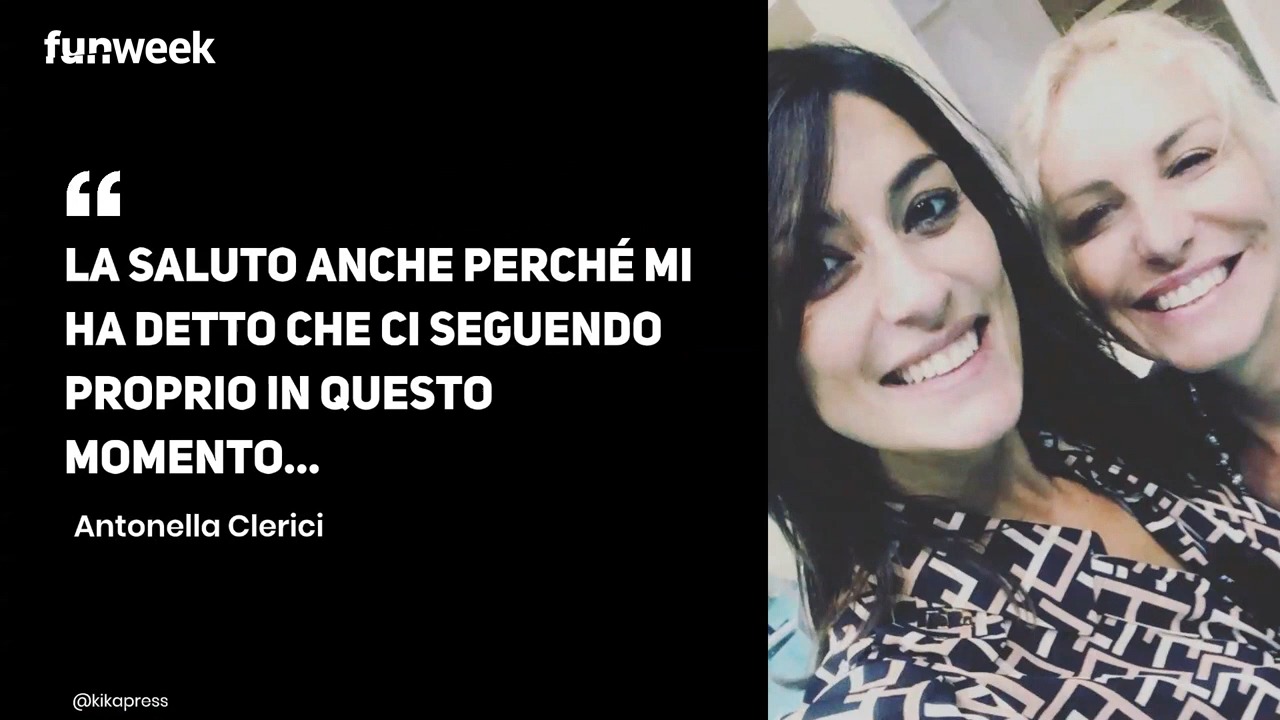 funweek
“
LA SALUTO ANCHE PERCHÉ MI
HA DETTO CHE CI SEGUENDO
PROPRIO IN QUESTO
MOMENTO...
Antonella Clerici
@kikapress